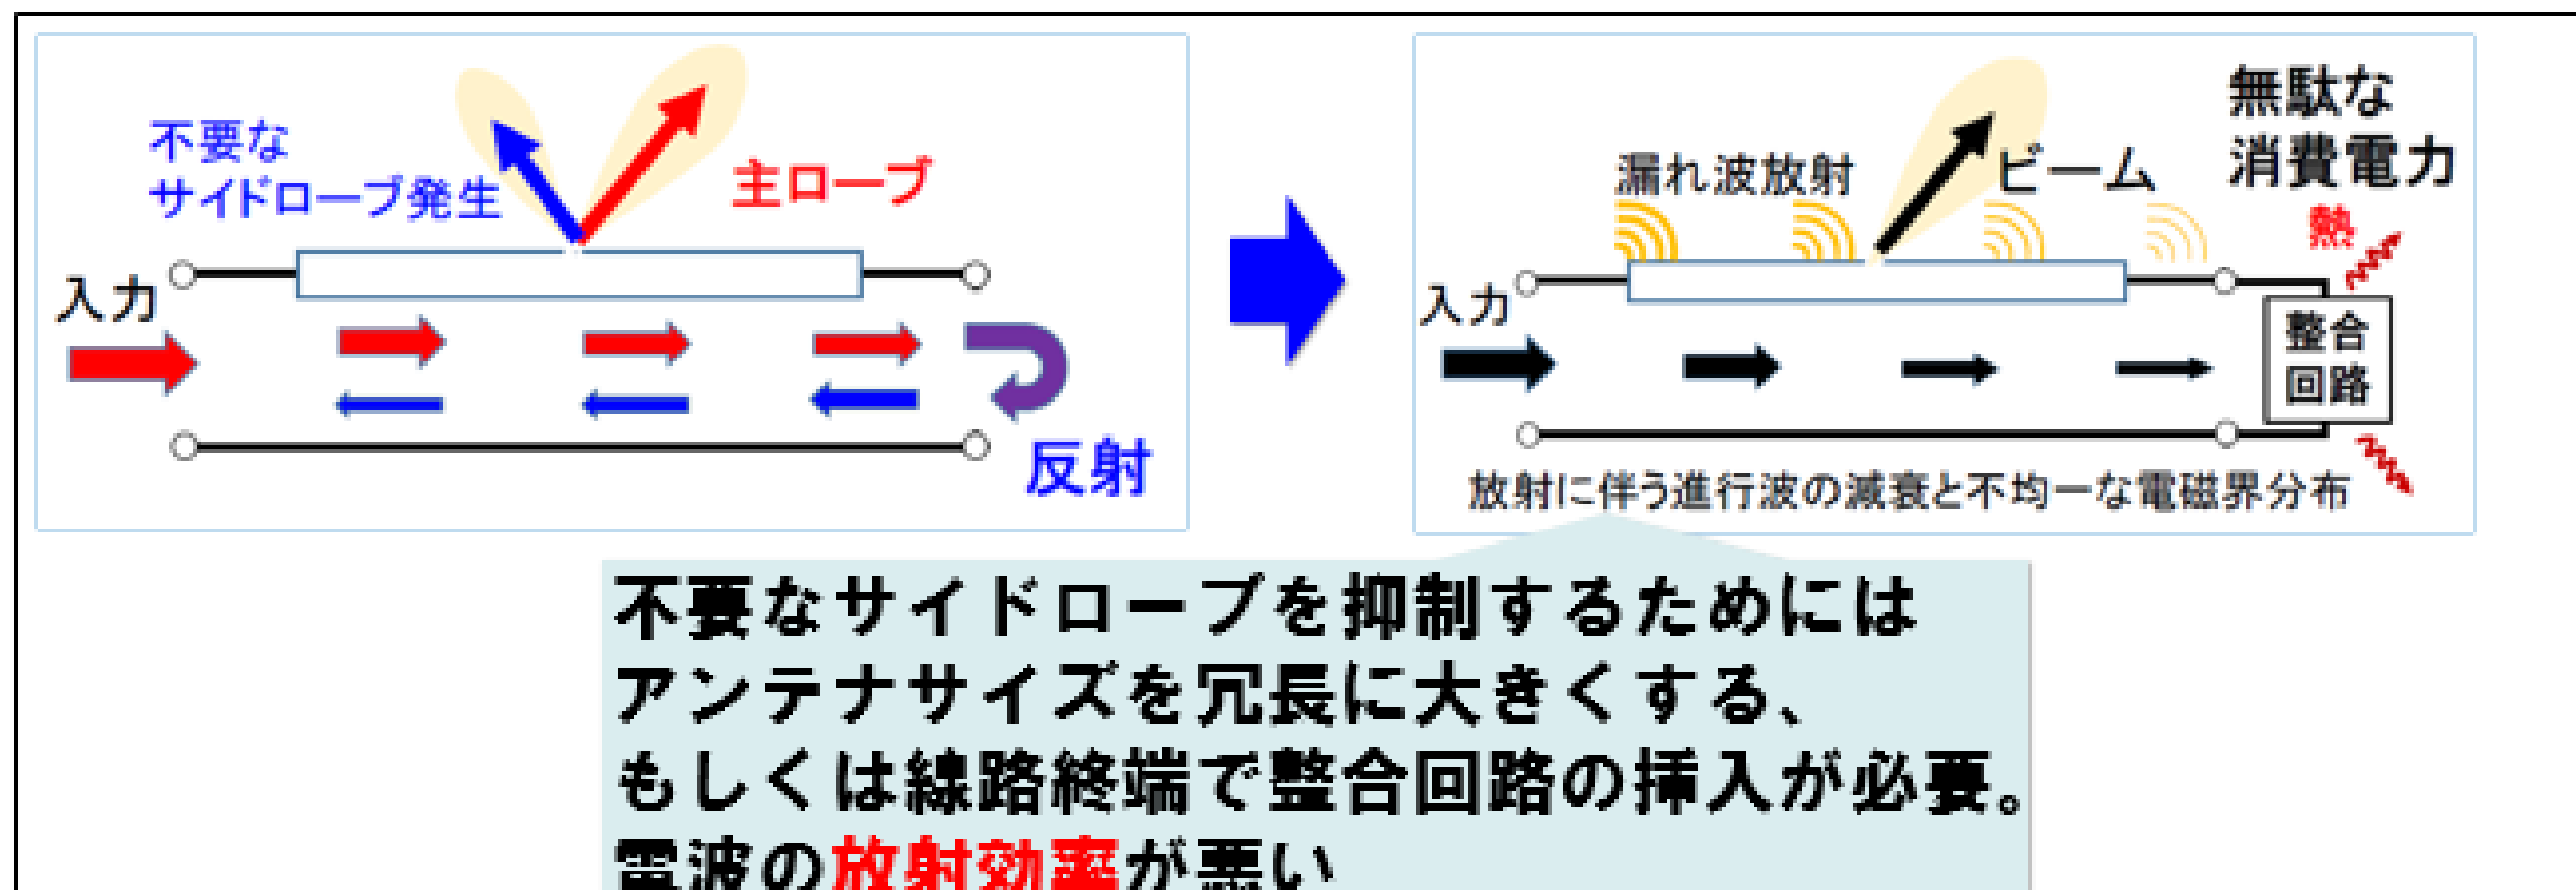 不要な
サイドローブ発生
主ローブ
入力
反射
漏れ波放射
ビーム
無駄な
消費電力
熱
入力
整合
回路
放射に伴う進行波の減衰と不均一な電磁界分布
不要なサイドローブを抑制するためには
アンテナサイズを冗長に大きくする、
もしくは線路終端で整合回路の挿入が必要。
電波の放射効率が悪い